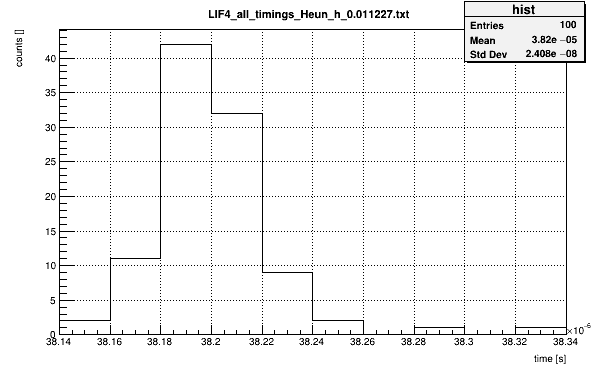 LIF4_all_timings_Heun_h_0.011227.txt
hist
Entries 100
Mean 3.82e −05
Std Dev 2.408e −08
counts []
40
35
30
25
20
15
10
5
0
38.14 38.16 38.18 38.2 38.22 38.24 38.26 38.28 38.3 38.32 38.34
×10⁻⁶
time [s]